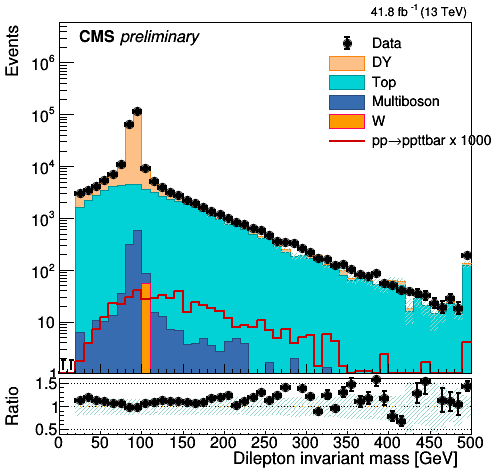 41.8 fb⁻¹ (13 TeV)
CMS preliminary
Events
Data
DY
Top
Multiboson
W
pp→ppttbar x 1000
10⁶
10⁵
10⁴
10³
10²
10
1
Ratio
1.5
1
0.5
0 50 100 150 200 250 300 350 400 450 500
Dilepton invariant mass [GeV]